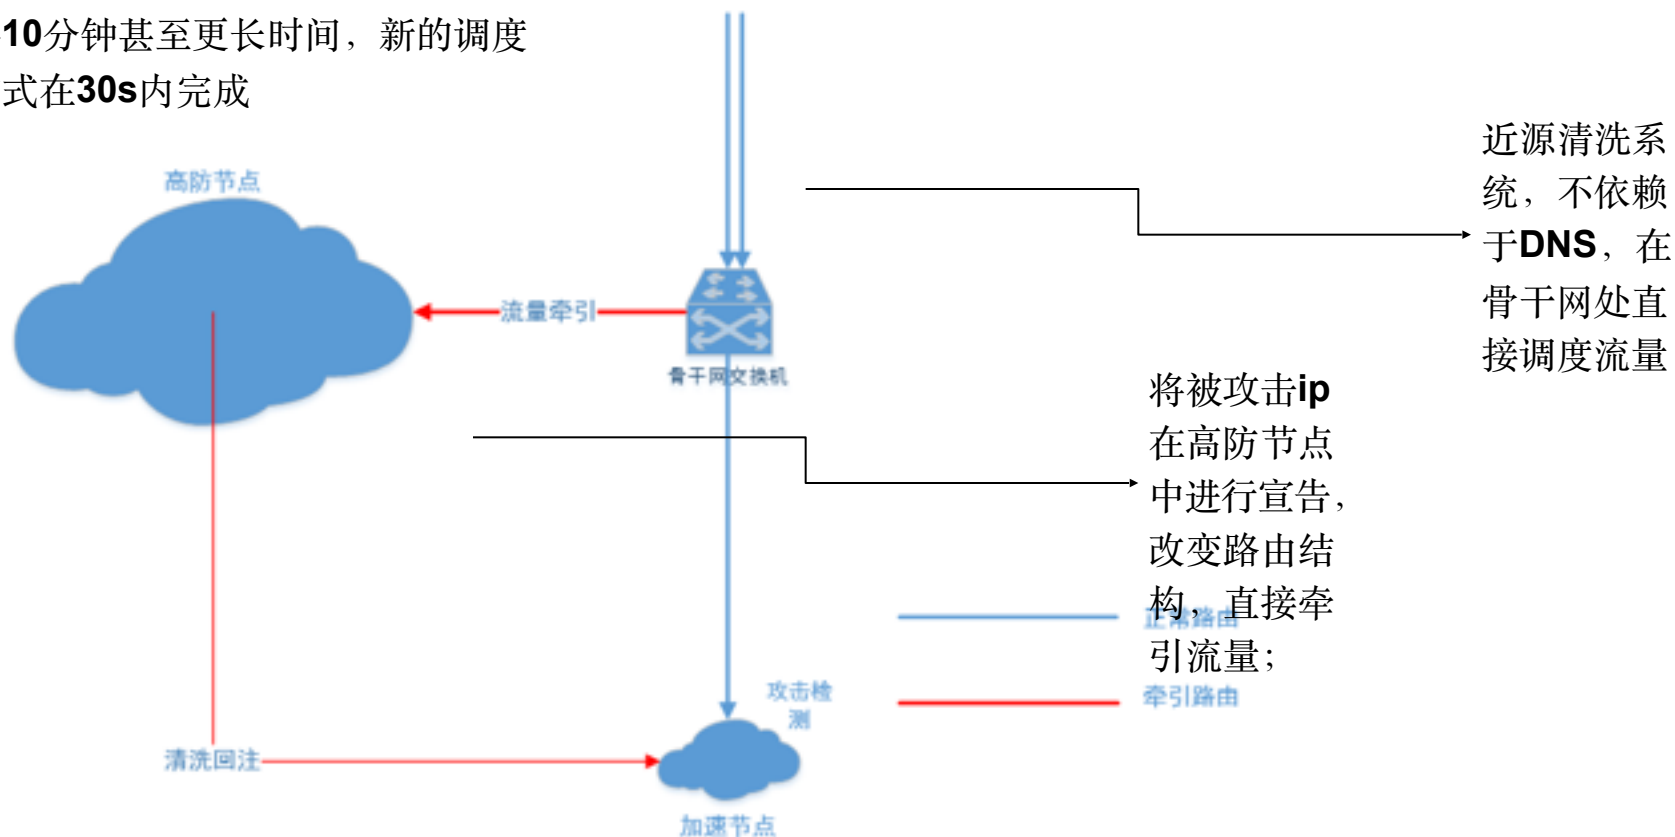 10分钟甚至更长时间，新的调度
式在30s内完成
高防节点
近源清洗系
统，不依赖
于DNS，在
骨干网处直
接调度流量
流量牵引
骨干网交换机
将被攻击ip
在高防节点
中进行宣告，
改变路由结
构，直接牵
引流量；
正常路由
牵引路由
攻击检
测
清洗回注
加速节点